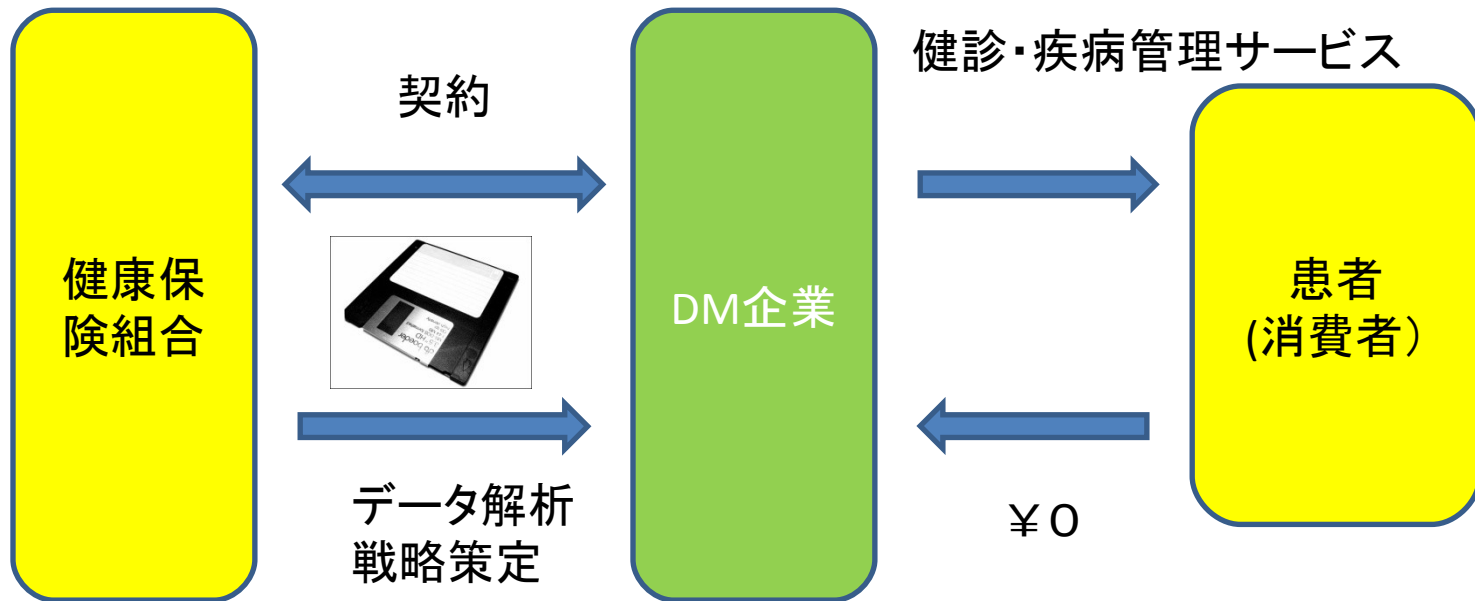 健診・疾病管理サービス
契約
健康保
険組合
DM企業
患者
(消費者）
データ解析
戦略策定
￥０